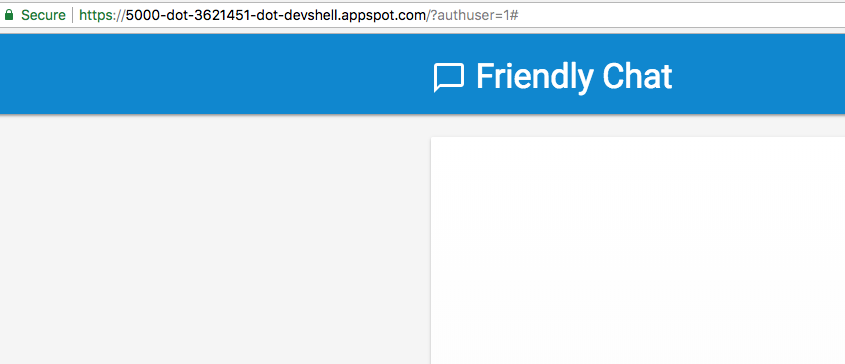 Secure https://5000-dot-3621451-dot-devshell.appspot.com/?authuser=1#
Friendly Chat